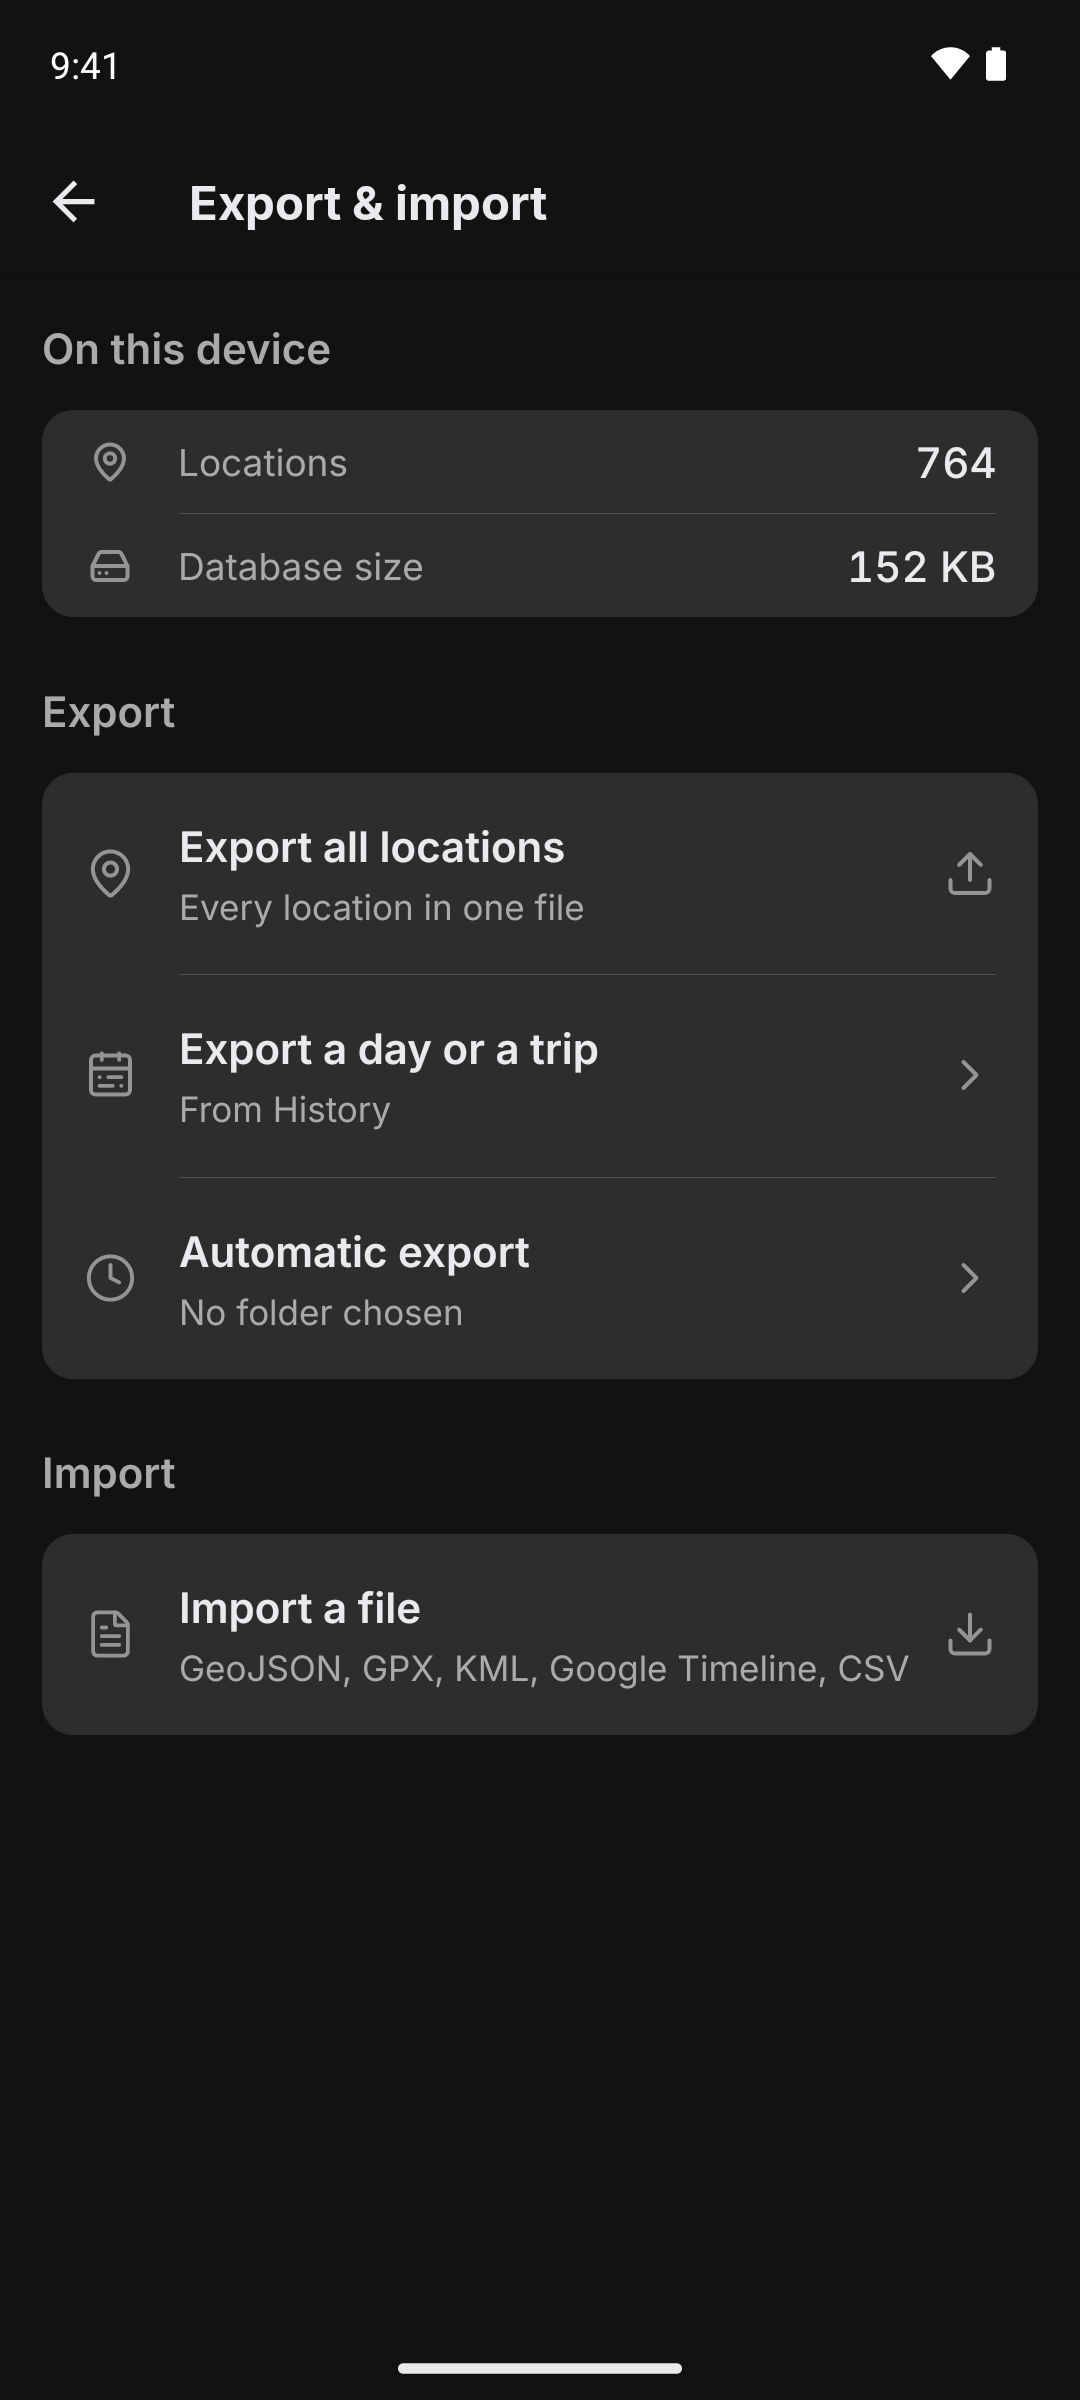 9:41
Export & import
On this device
Locations
764
Database size
152 KB
Export
Export all locations
Every location in one file
Export a day or a trip
From History
Automatic export
No folder chosen
Import
Import a file
GeoJSON, GPX, KML, Google Timeline, CSV